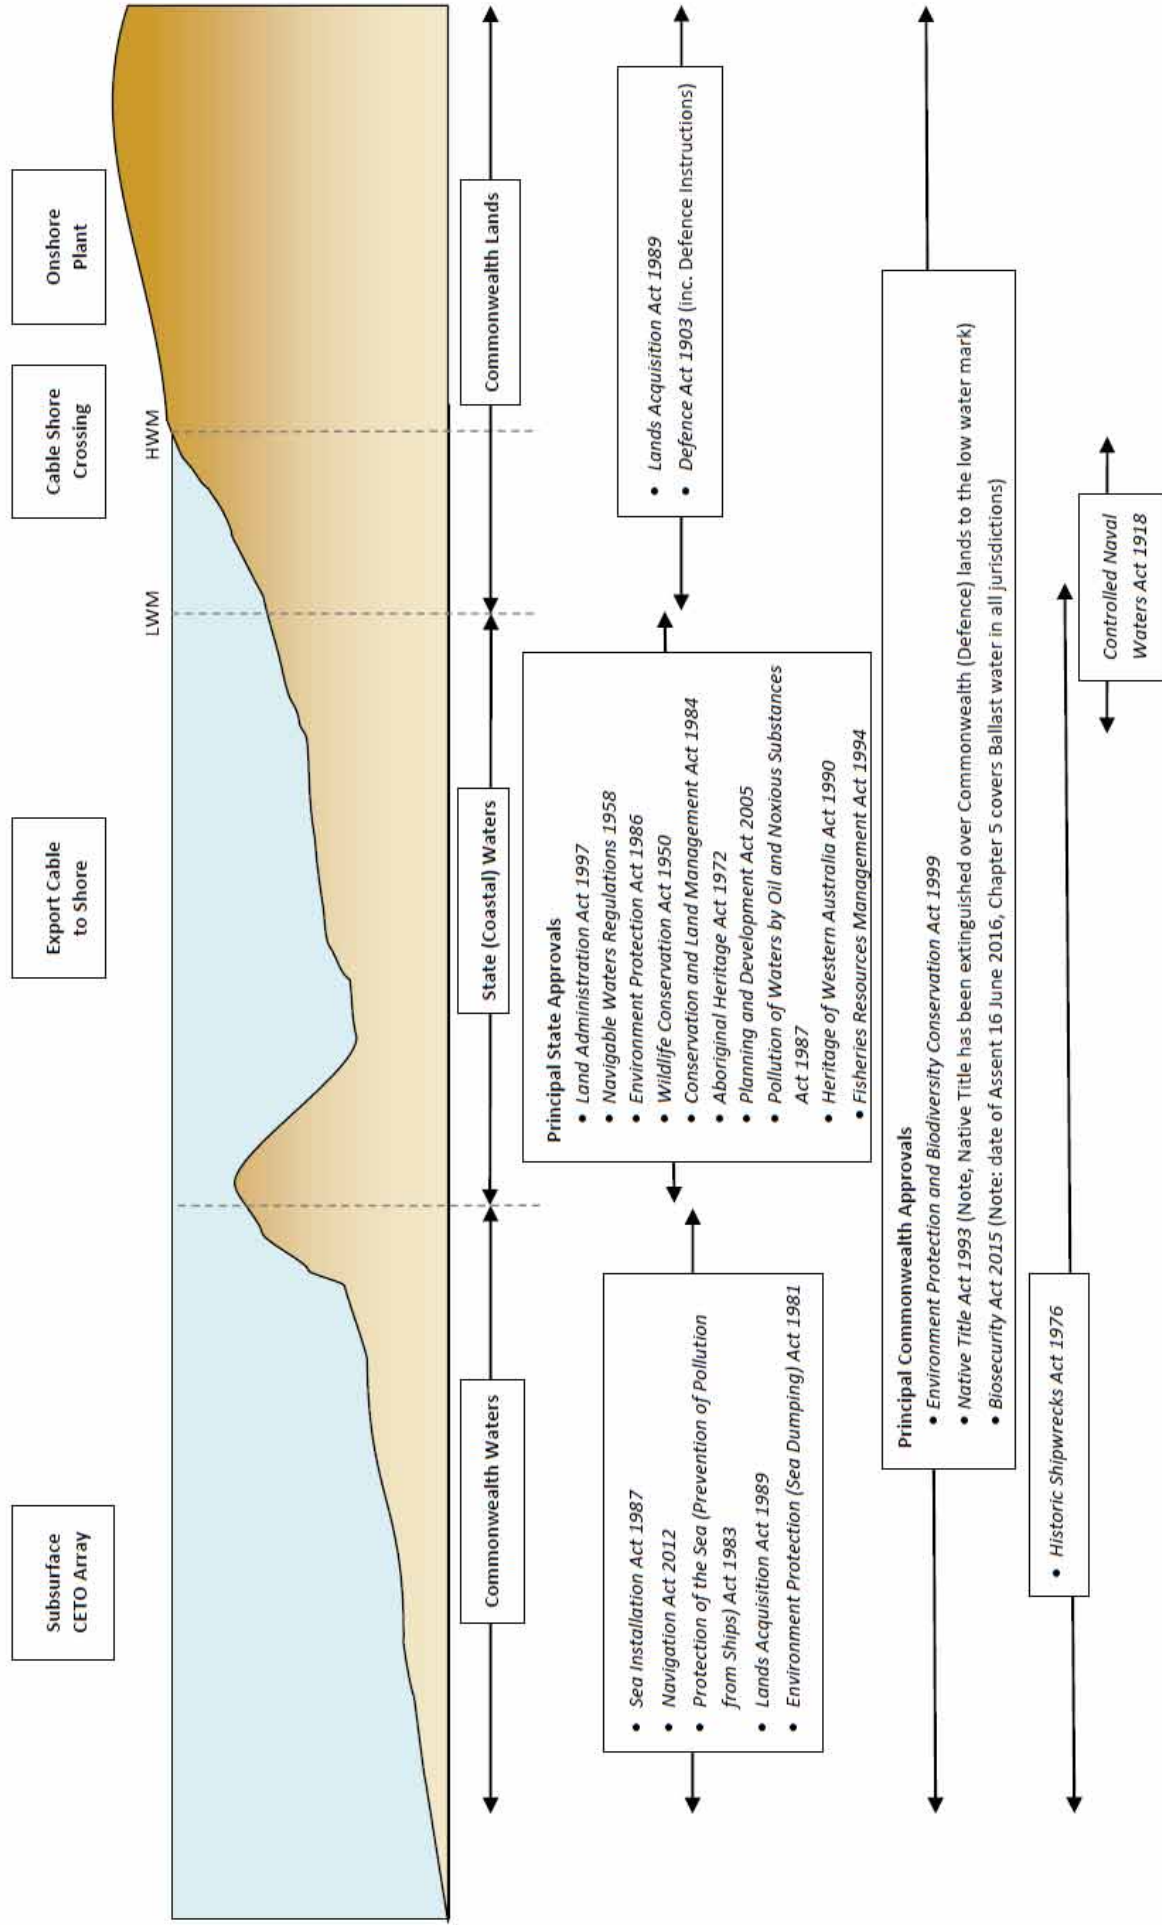 Subsurface
CETO Array
Export Cable
to Shore
Cable Shore
Crossing
Onshore
Plant
LWM
HWM
Commonwealth Waters
State (Coastal) Waters
Commonwealth Lands
• Sea Installation Act 1987
• Navigation Act 2012
• Protection of the Sea (Prevention of Pollution
from Ships) Act 1983
• Lands Acquisition Act 1989
• Environment Protection (Sea Dumping) Act 1981
Principal State Approvals
• Land Administration Act 1997
• Navigable Waters Regulations 1958
• Environment Protection Act 1986
• Wildlife Conservation Act 1950
• Conservation and Land Management Act 1984
• Aboriginal Heritage Act 1972
• Planning and Development Act 2005
• Pollution of Waters by Oil and Noxious Substances
Act 1987
• Heritage of Western Australia Act 1990
• Fisheries Resources Management Act 1994
• Lands Acquisition Act 1989
• Defence Act 1903 (inc. Defence Instructions)
Principal Commonwealth Approvals
• Environment Protection and Biodiversity Conservation Act 1999
• Native Title Act 1993 (Note, Native Title has been extinguished over Commonwealth (Defence) lands to the low water mark)
• Biosecurity Act 2015 (Note: date of Assent 16 June 2016, Chapter 5 covers Ballast water in all jurisdictions)
• Historic Shipwrecks Act 1976
Controlled Naval
Waters Act 1918